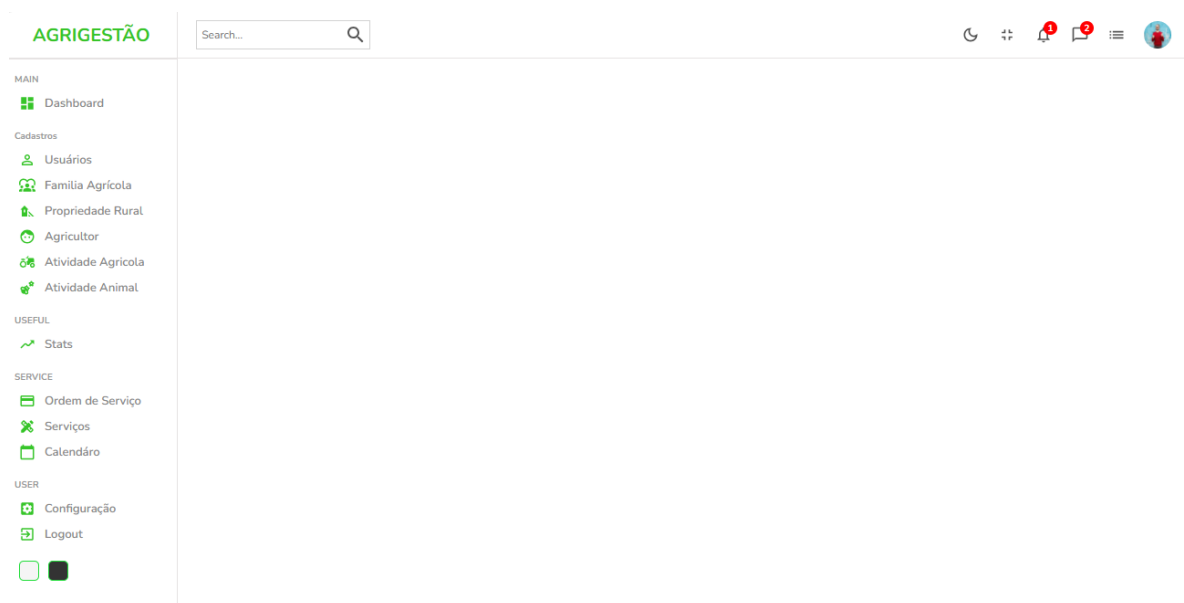 AGRIGESTÃO
Search...
1
2
MAIN
Dashboard
Cadastros
Usuários
Familia Agrícola
Propriedade Rural
Agricultor
Atividade Agricola
Atividade Animal
USEFUL
Stats
SERVICE
Ordem de Serviço
Serviços
Calendáro
USER
Configuração
Logout